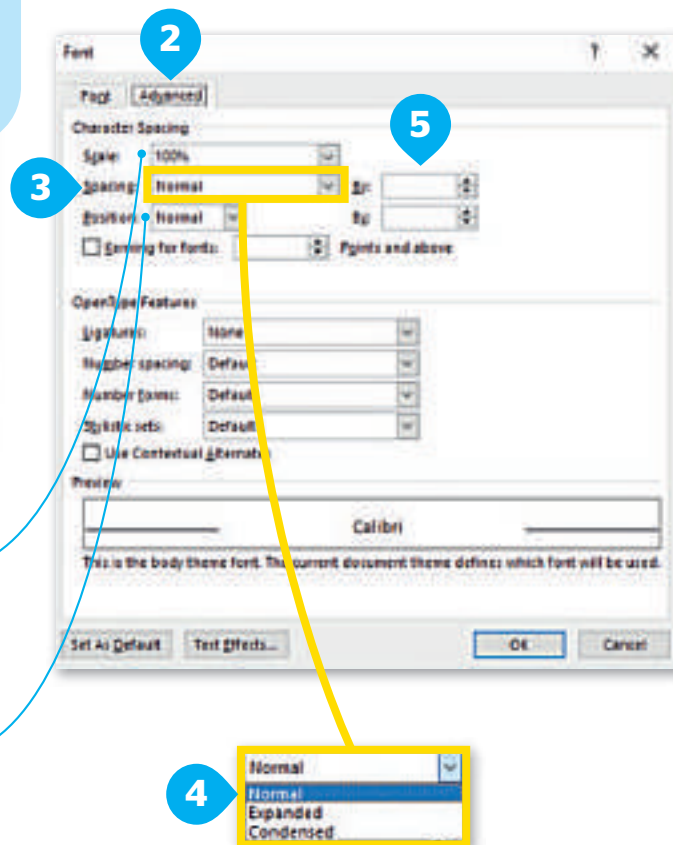 2
Font ?
Font Advanced
Character Spacing
5
Scale: 100%
3 Spacing: Normal By:
Position: Normal By:
Kerning for fonts: Points and above
OpenType Features
Ligatures: None
Number spacing: Default
Number forms: Default
Stylistic sets: Default
Use Contextual Alternates
Preview
Calibri
This is the body theme font. The current document theme defines which font will be used.
Set As Default Text Effects... OK Cancel
Normal
4 Normal
Expanded
Condensed